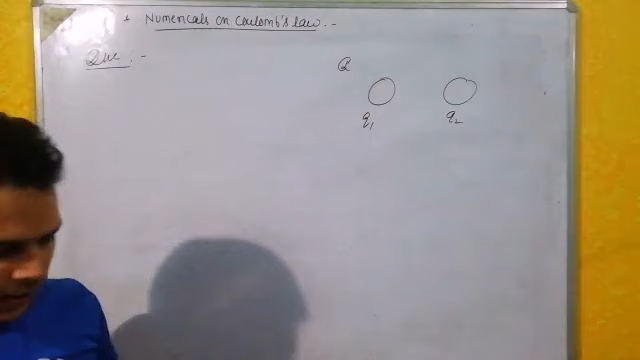 * Numericals on Coulomb's law :-
Que. :-
Q
q₁ q₂